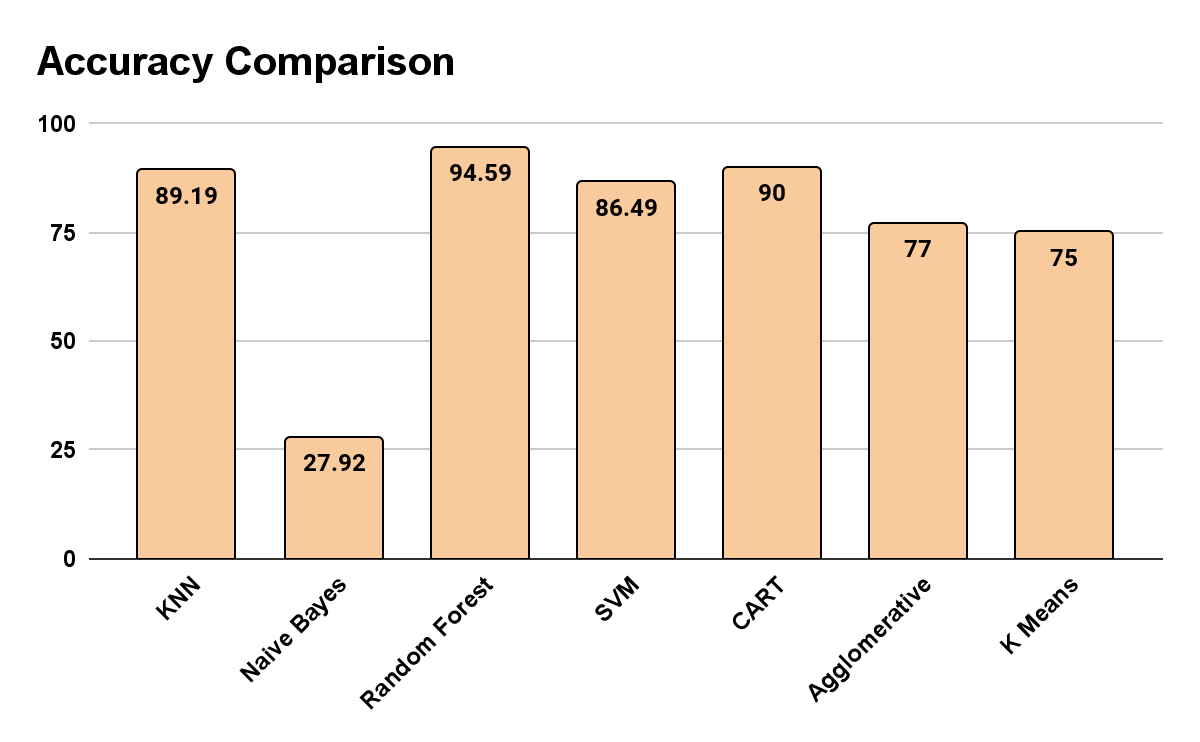 Accuracy Comparison
100
75
50
25
0
89.19
27.92
94.59
86.49
90
77
75
KNN
Naive Bayes
Random Forest
SVM
CART
Agglomerative
K Means